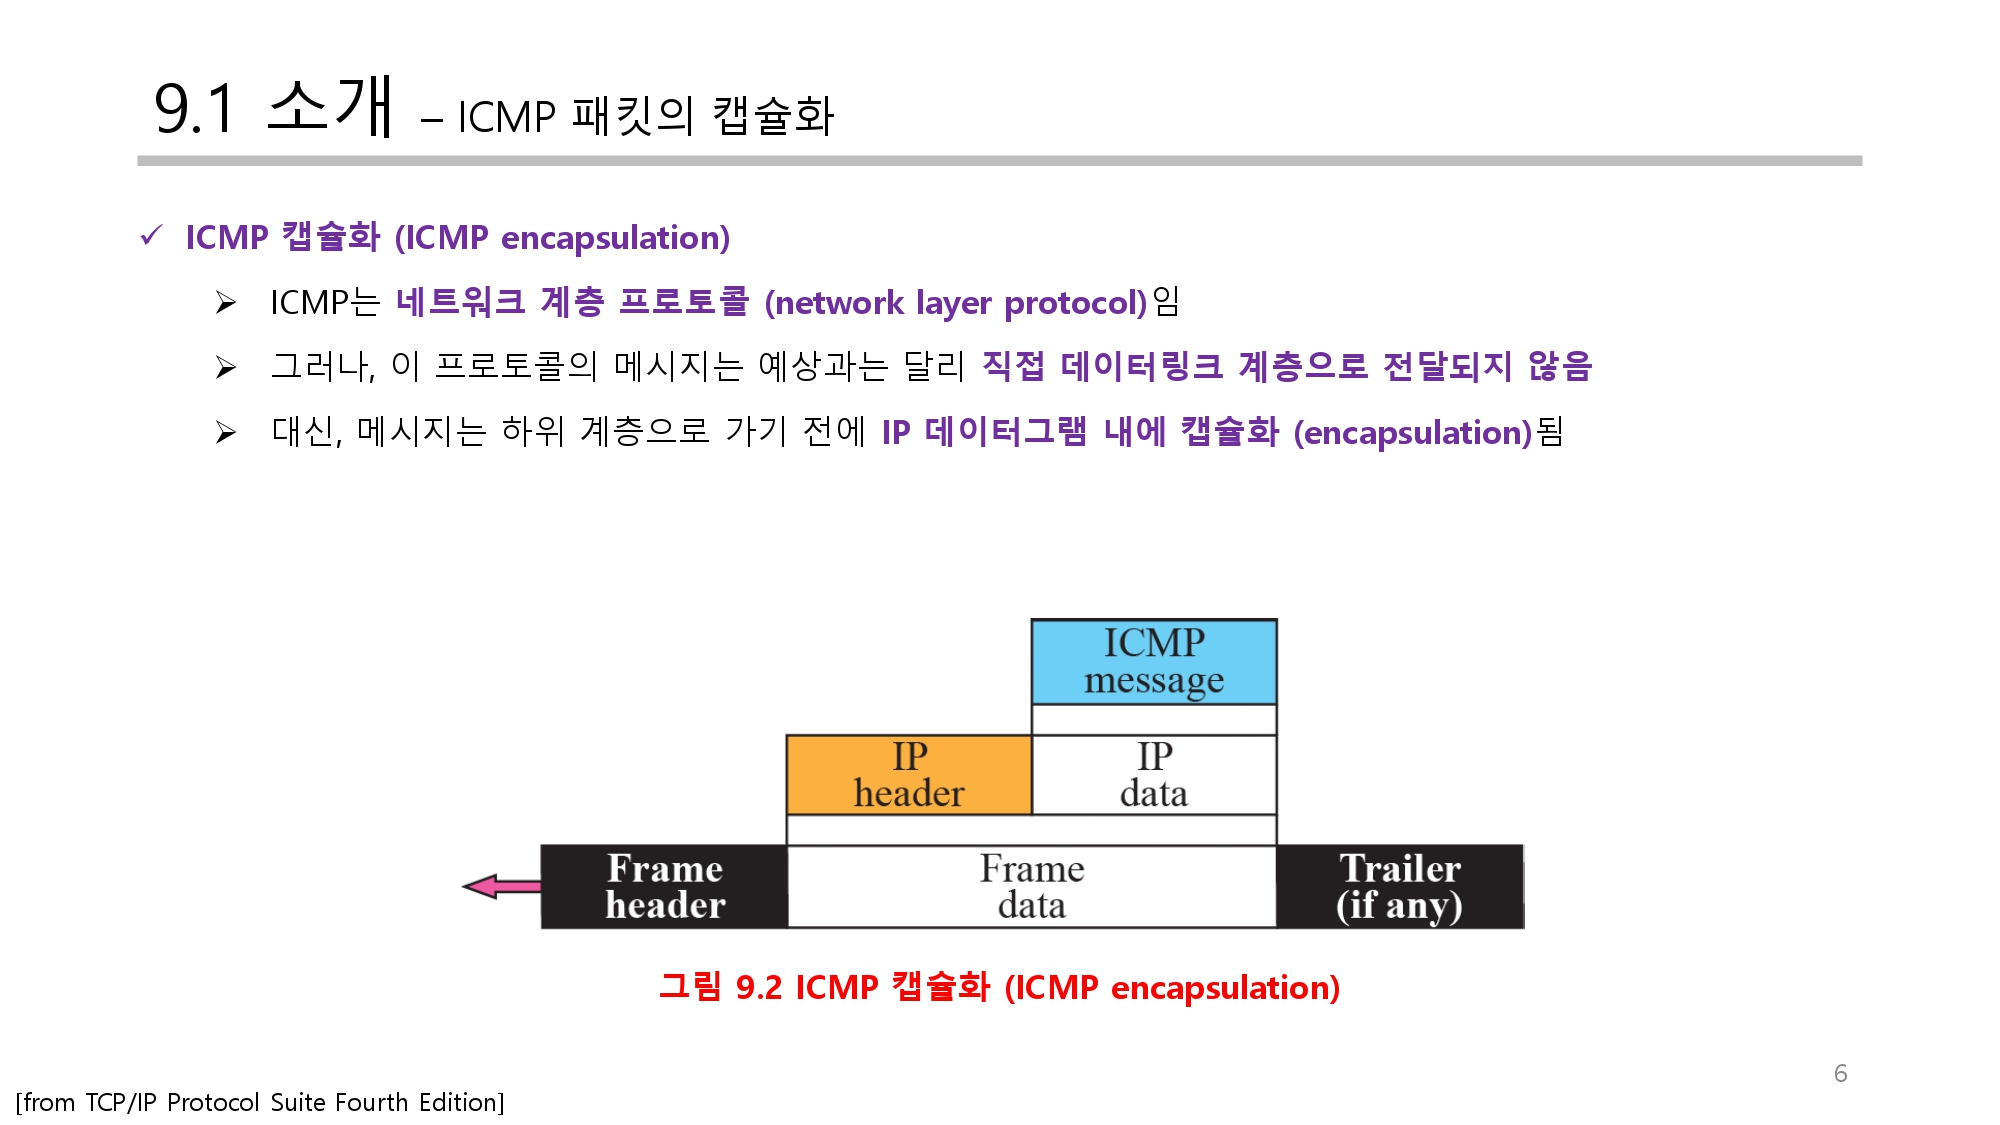 9.1 소개 – ICMP 패킷의 캡슐화
✓ ICMP 캡슐화 (ICMP encapsulation)
➢ ICMP는 네트워크 계층 프로토콜 (network layer protocol)임
➢ 그러나, 이 프로토콜의 메시지는 예상과는 달리 직접 데이터링크 계층으로 전달되지 않음
➢ 대신, 메시지는 하위 계층으로 가기 전에 IP 데이터그램 내에 캡슐화 (encapsulation)됨
ICMP
message
IP
header
IP
data
Frame
header
Frame
data
Trailer
(if any)
그림 9.2 ICMP 캡슐화 (ICMP encapsulation)
6
[from TCP/IP Protocol Suite Fourth Edition]